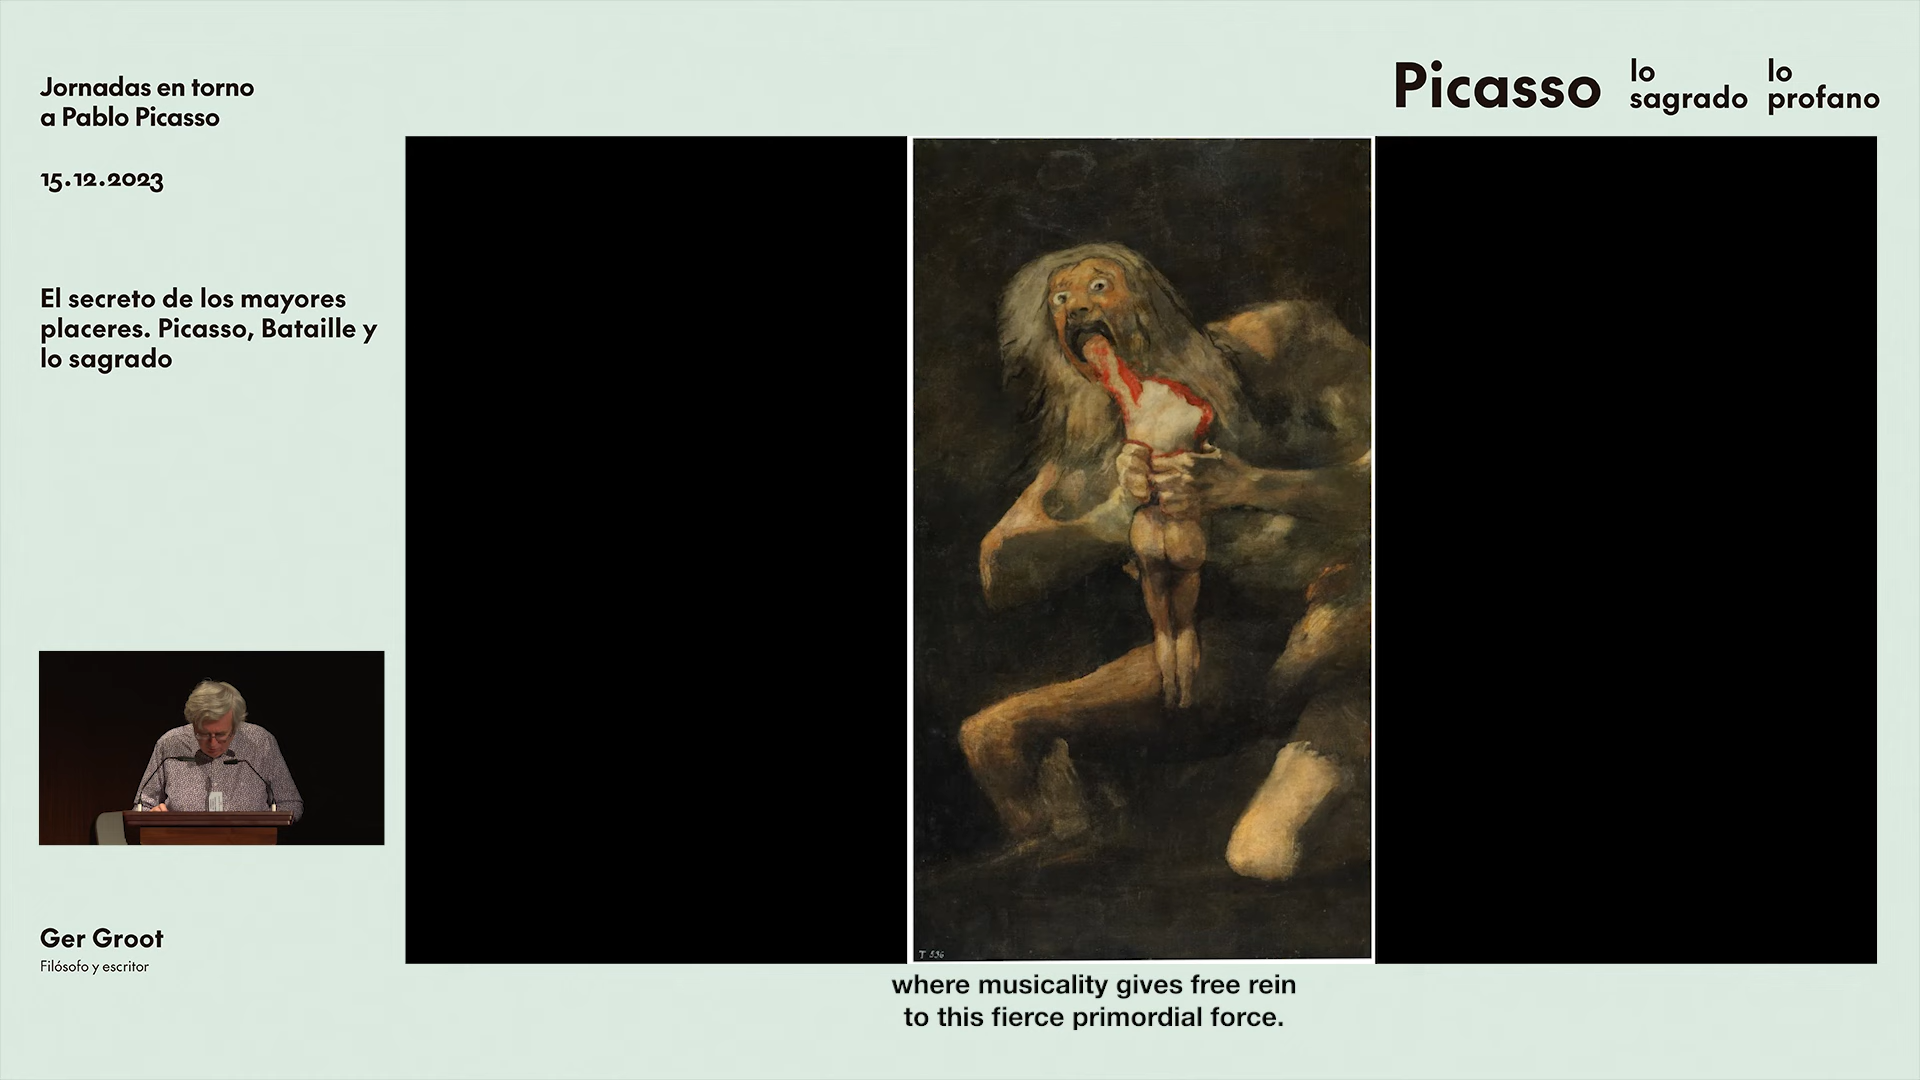 Jornadas en torno
a Pablo Picasso
15.12.2023
Picasso
lo
sagrado
lo
profano
El secreto de los mayores
placeres. Picasso, Bataille y
lo sagrado
Ger Groot
Filósofo y escritor
T 536
where musicality gives free rein
to this fierce primordial force.